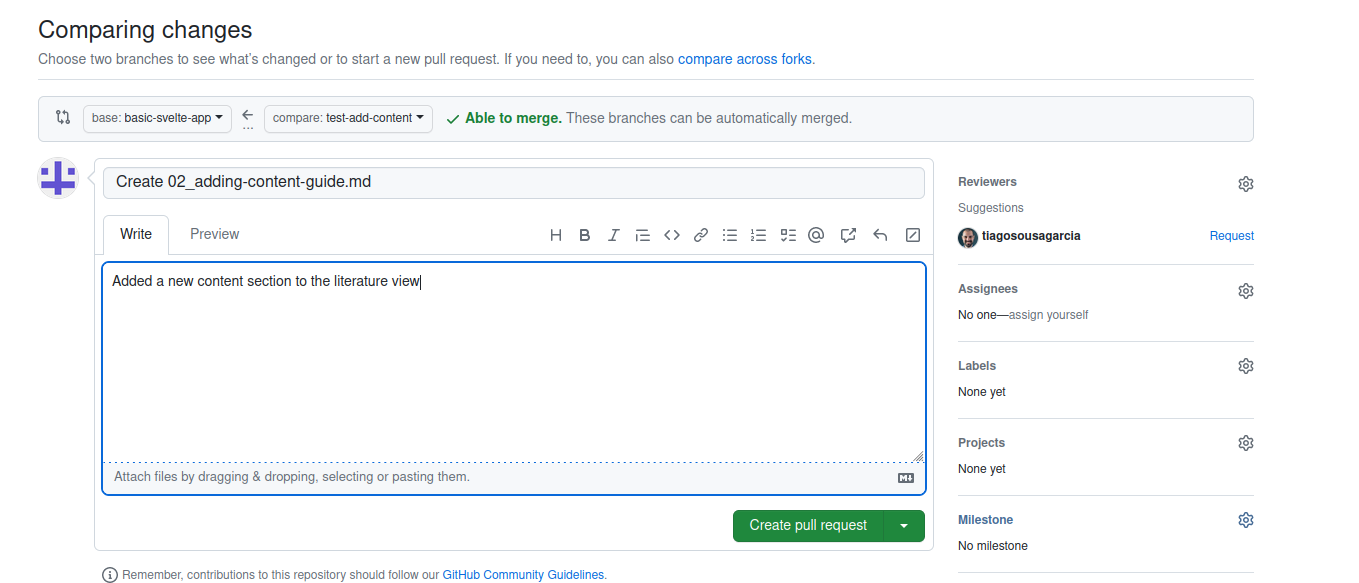 Comparing changes
Choose two branches to see what's changed or to start a new pull request. If you need to, you can also compare across forks.
base: basic-svelte-app
...
compare: test-add-content
Able to merge. These branches can be automatically merged.
Create 02_adding-content-guide.md
Write
Preview
Added a new content section to the literature view
Attach files by dragging & dropping, selecting or pasting them.
Create pull request
Remember, contributions to this repository should follow our GitHub Community Guidelines.
Reviewers
Suggestions
tiagosousagarcia
Request
Assignees
No one—assign yourself
Labels
None yet
Projects
None yet
Milestone
No milestone